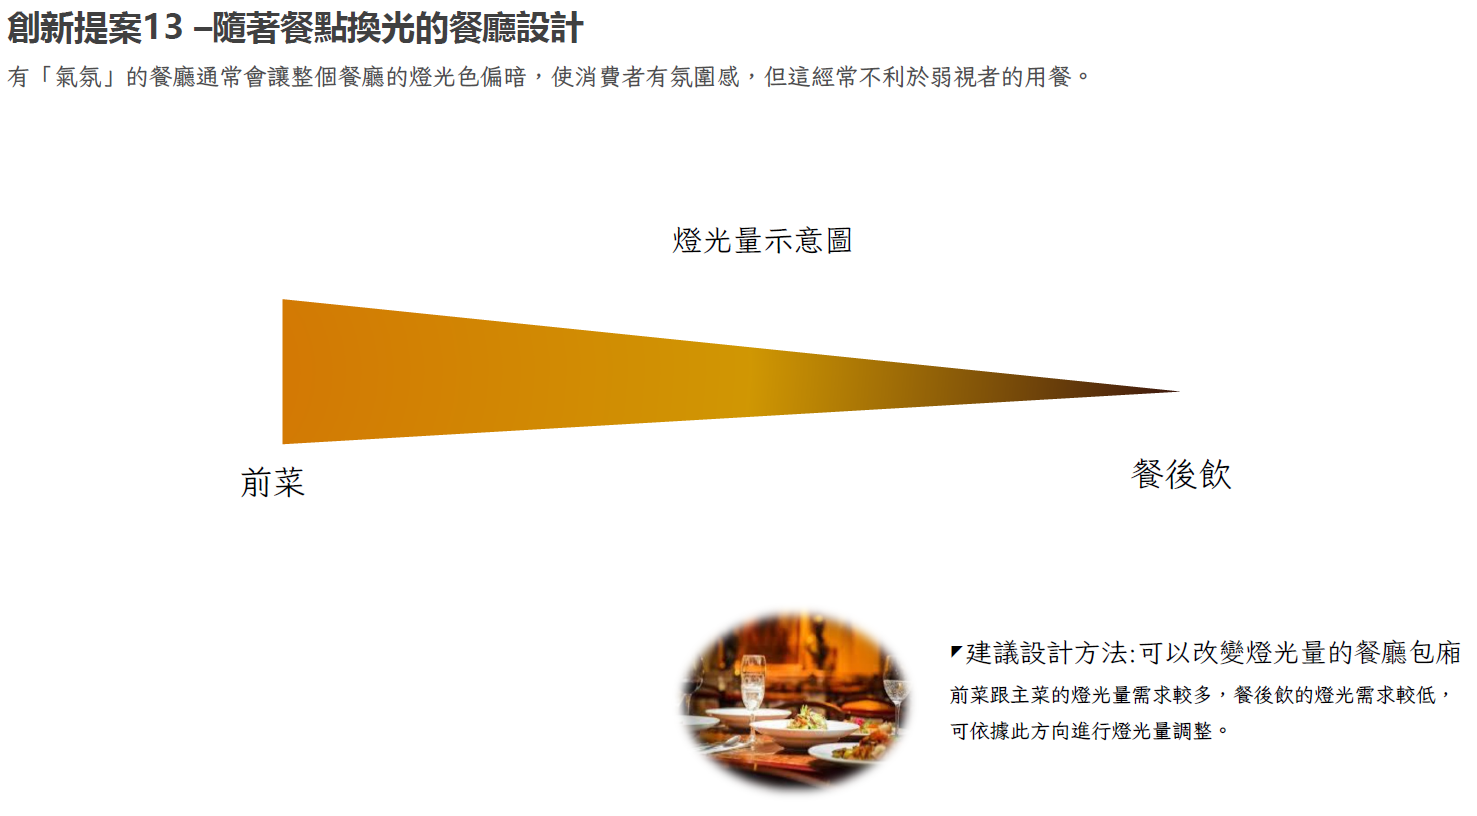 創新提案13 –隨著餐點換光的餐廳設計
有「氣氛」的餐廳通常會讓整個餐廳的燈光色偏暗，使消費者有氛圍感，但這經常不利於弱視者的用餐。
燈光量示意圖
前菜
餐後飲
建議設計方法:可以改變燈光量的餐廳包廂
前菜跟主菜的燈光量需求較多，餐後飲的燈光需求較低，
可依據此方向進行燈光量調整。